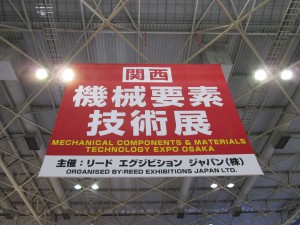 関西
機械要素
技術展
MECHANICAL COMPONENTS & MATERIALS
TECHNOLOGY EXPO OSAKA
主催：リード エグジビション ジャパン（株）
ORGANISED BY:REED EXHIBITIONS JAPAN LTD.